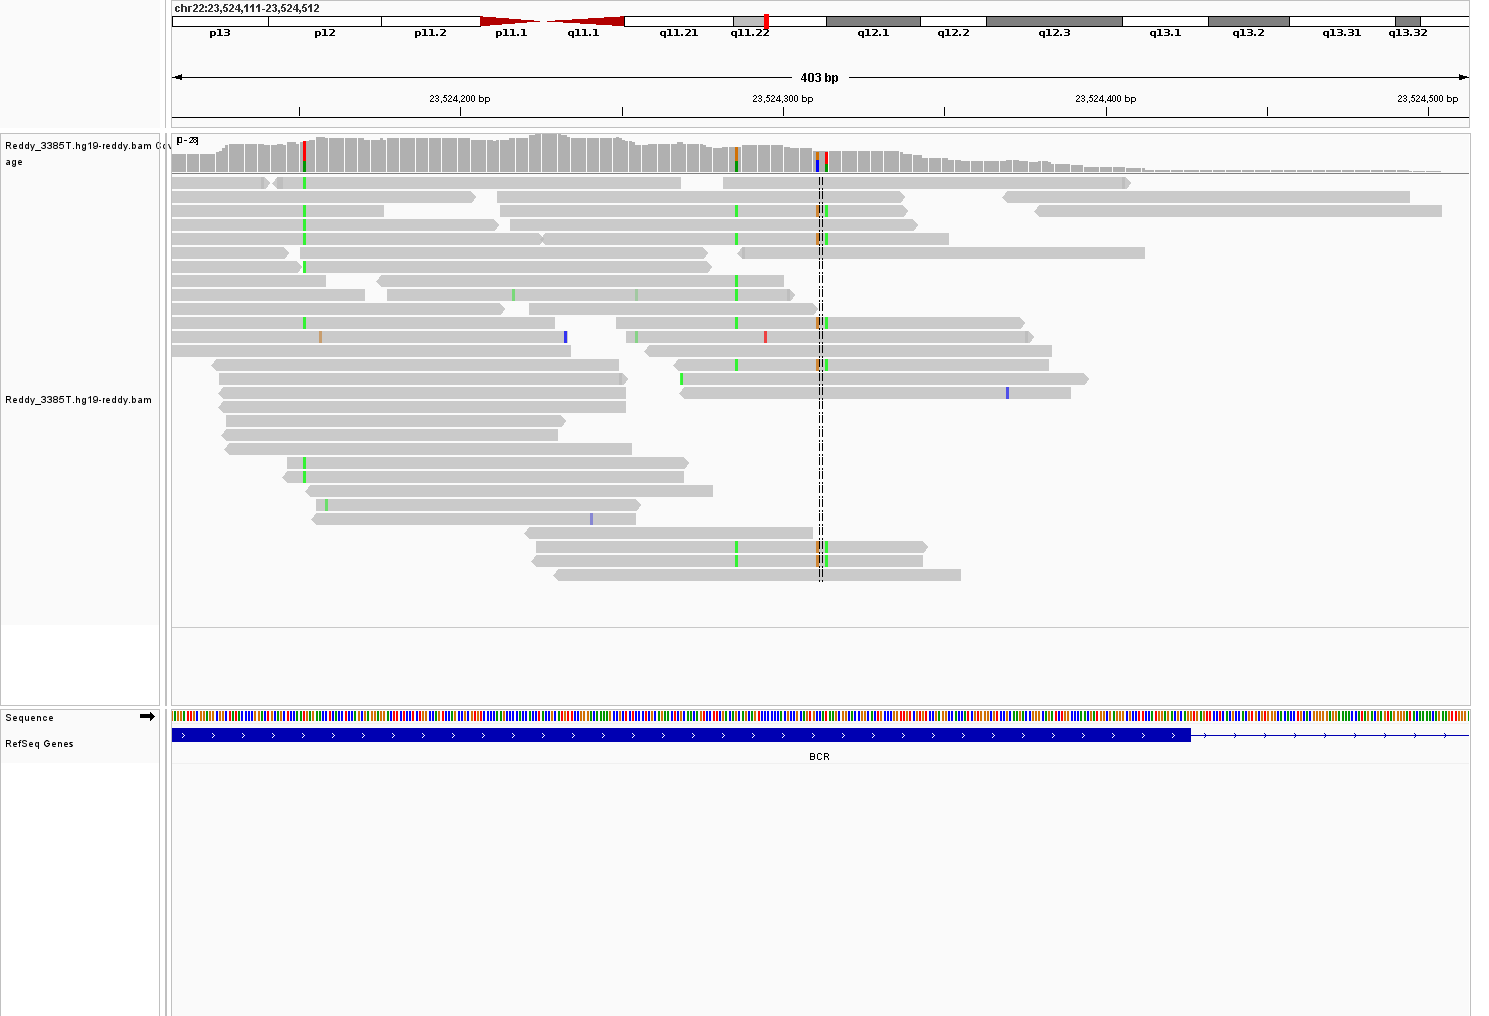 chr22:23,524,111-23,524,512
p13 p12 p11.2 p11.1 q11.1 q11.21 q11.22 q12.1 q12.2 q12.3 q13.1 q13.2 q13.31 q13.32
403 bp
23,524,200 bp 23,524,300 bp 23,524,400 bp 23,524,500 bp
Reddy_3385T.hg19-reddy.bam Cov
age
[0-28]
Reddy_3385T.hg19-reddy.bam
Sequence
RefSeq Genes
BCR